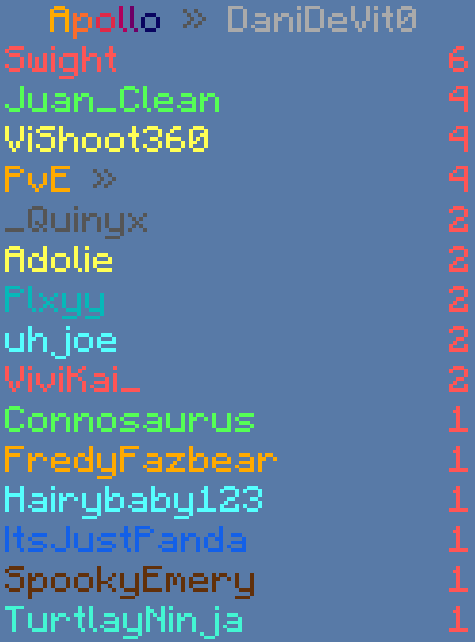 Apollo » DaniDeVit0
Swight 6
Juan_Clean 4
ViShoot360 4
PvE » 4
_Quinyx 2
Adolie 2
Plxyy 2
uh_joe 2
ViviKai_ 2
Connosaurus 1
FredyFazbear 1
Hairybaby123 1
ItsJustPanda 1
SpookyEmery 1
TurtlayNinja 1